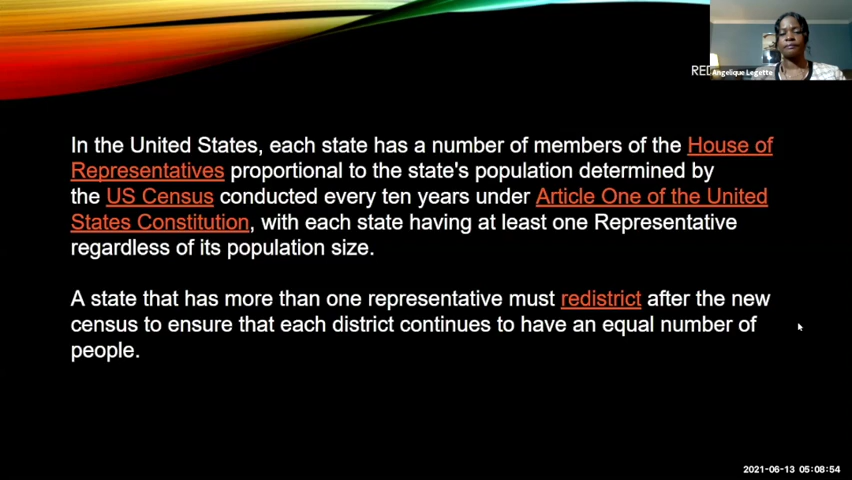 RED
Angelique Legette
In the United States, each state has a number of members of the House of
Representatives proportional to the state's population determined by
the US Census conducted every ten years under Article One of the United
States Constitution, with each state having at least one Representative
regardless of its population size.
A state that has more than one representative must redistrict after the new
census to ensure that each district continues to have an equal number of
people.
2021-06-13 05:08:54